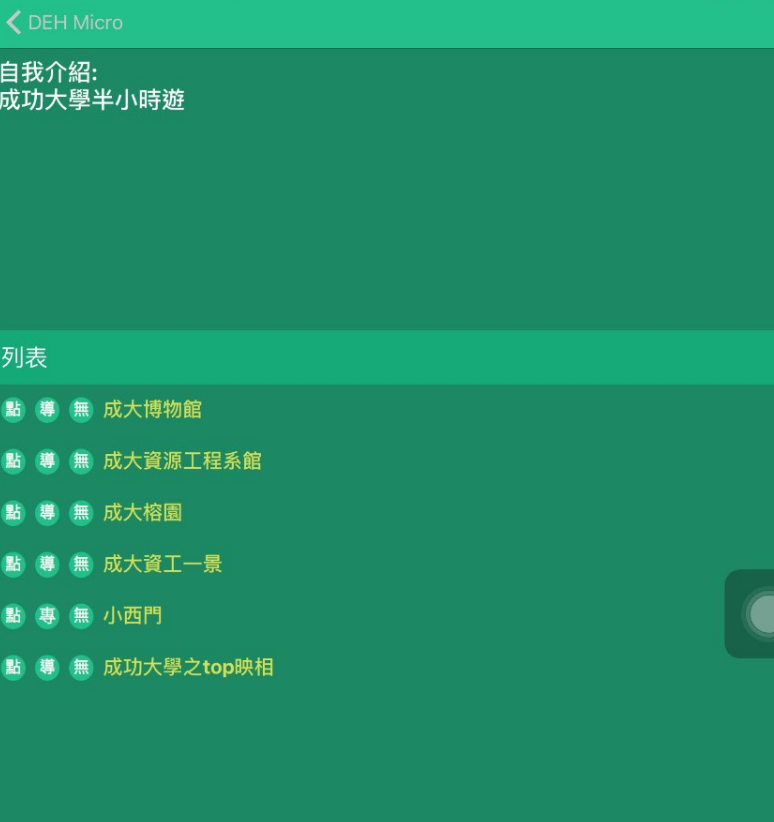 DEH Micro
自我介紹:
成功大學半小時遊
列表
點 導 無 成大博物館
點 導 無 成大資源工程系館
點 導 無 成大榕園
點 導 無 成大資工一景
點 專 無 小西門
點 導 無 成功大學之top映相